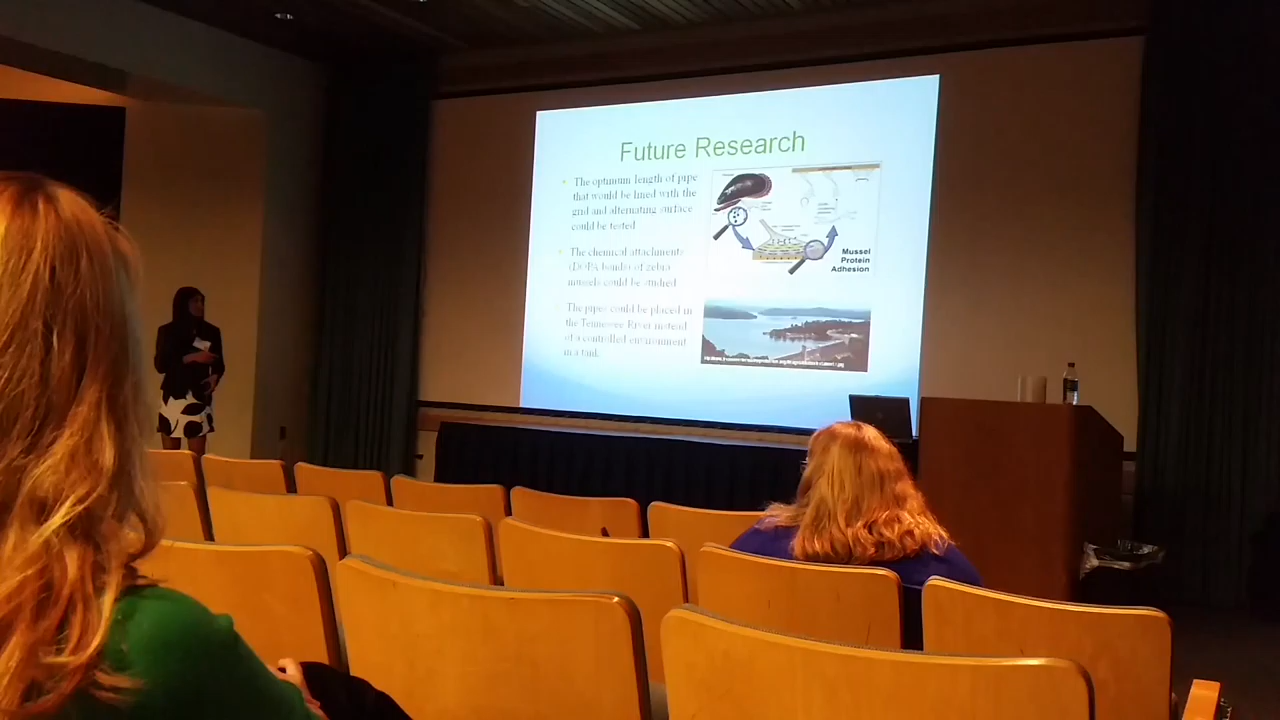 Future Research
The optimum length of pipe
that would be lined with the
grid and alternating surface
could be tested
The chemical attachments
(DOPA bonds) of zebra
mussels could be studied
The pipes could be placed in
the Tennessee River instead
of a controlled environment
in a tank
Mussel
Protein
Adhesion